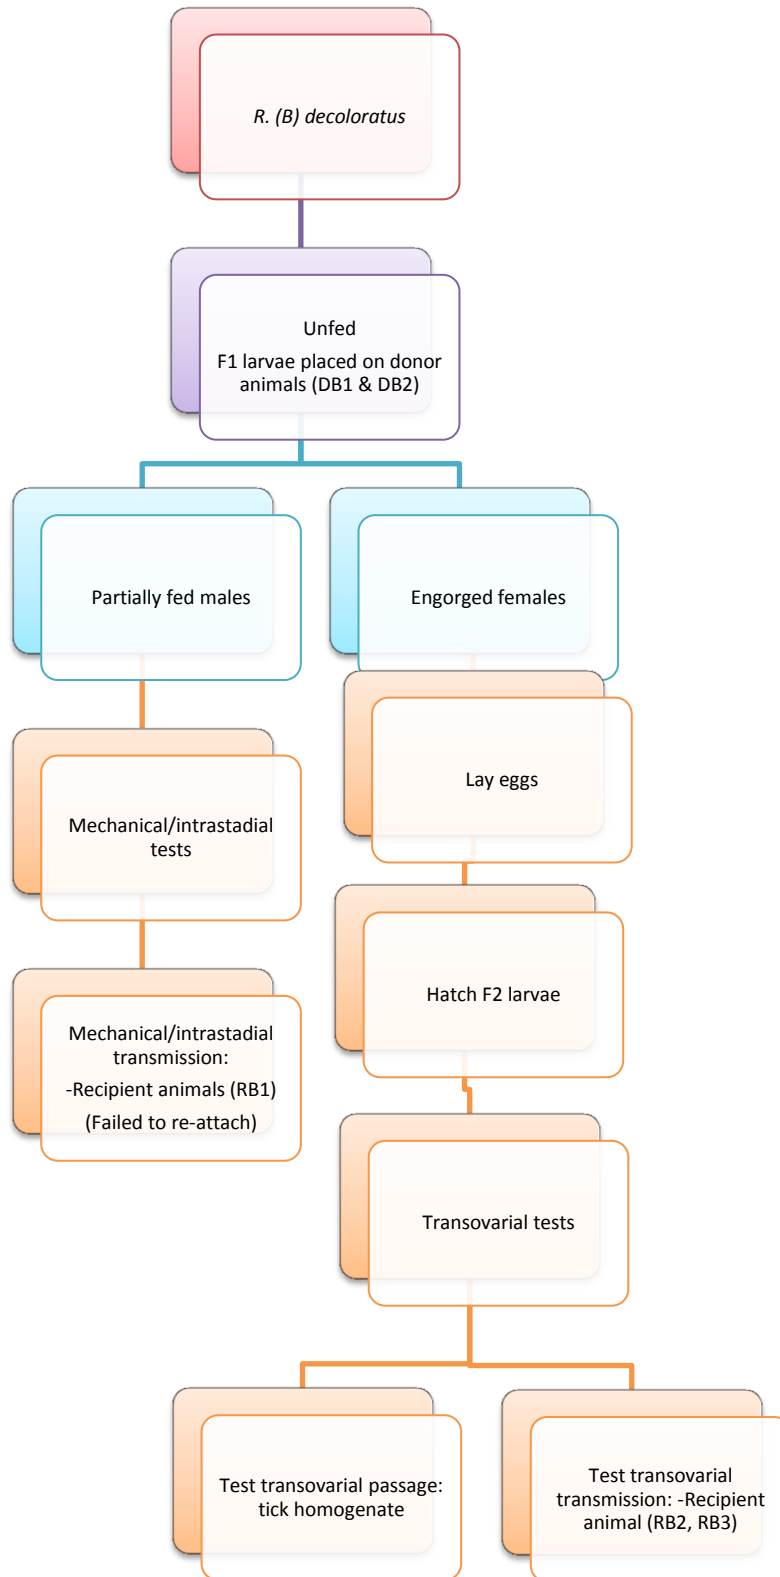 R. (B) decoloratus
Unfed
F1 larvae placed on donor
animals (DB1 & DB2)
Partially fed males
Engorged females
Lay eggs
Mechanical/intrastadial
tests
Hatch F2 larvae
Mechanical/intrastadial
transmission:
-Recipient animals (RB1)
(Failed to re-attach)
Transovarial tests
Test transovarial passage:
tick homogenate
Test transovarial
transmission: -Recipient
animal (RB2, RB3)